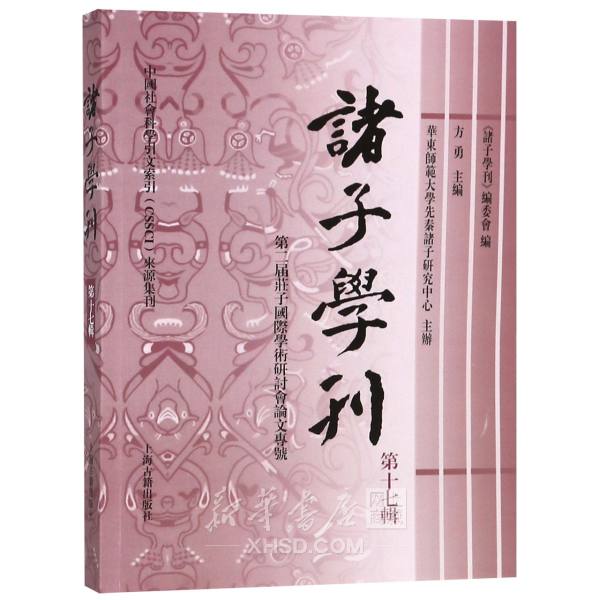 《諸子學刊》編委會 編
方勇 主編
華東師範大學先秦諸子研究中心 主辦
諸子學刊
第十七輯
第二屆莊子國際學術研討會論文專號
中國社會科學引文索引(CSSCI)來源集刊
上海古籍出版社
諸子學刊
第十七輯
新華書店
XHSD.COM